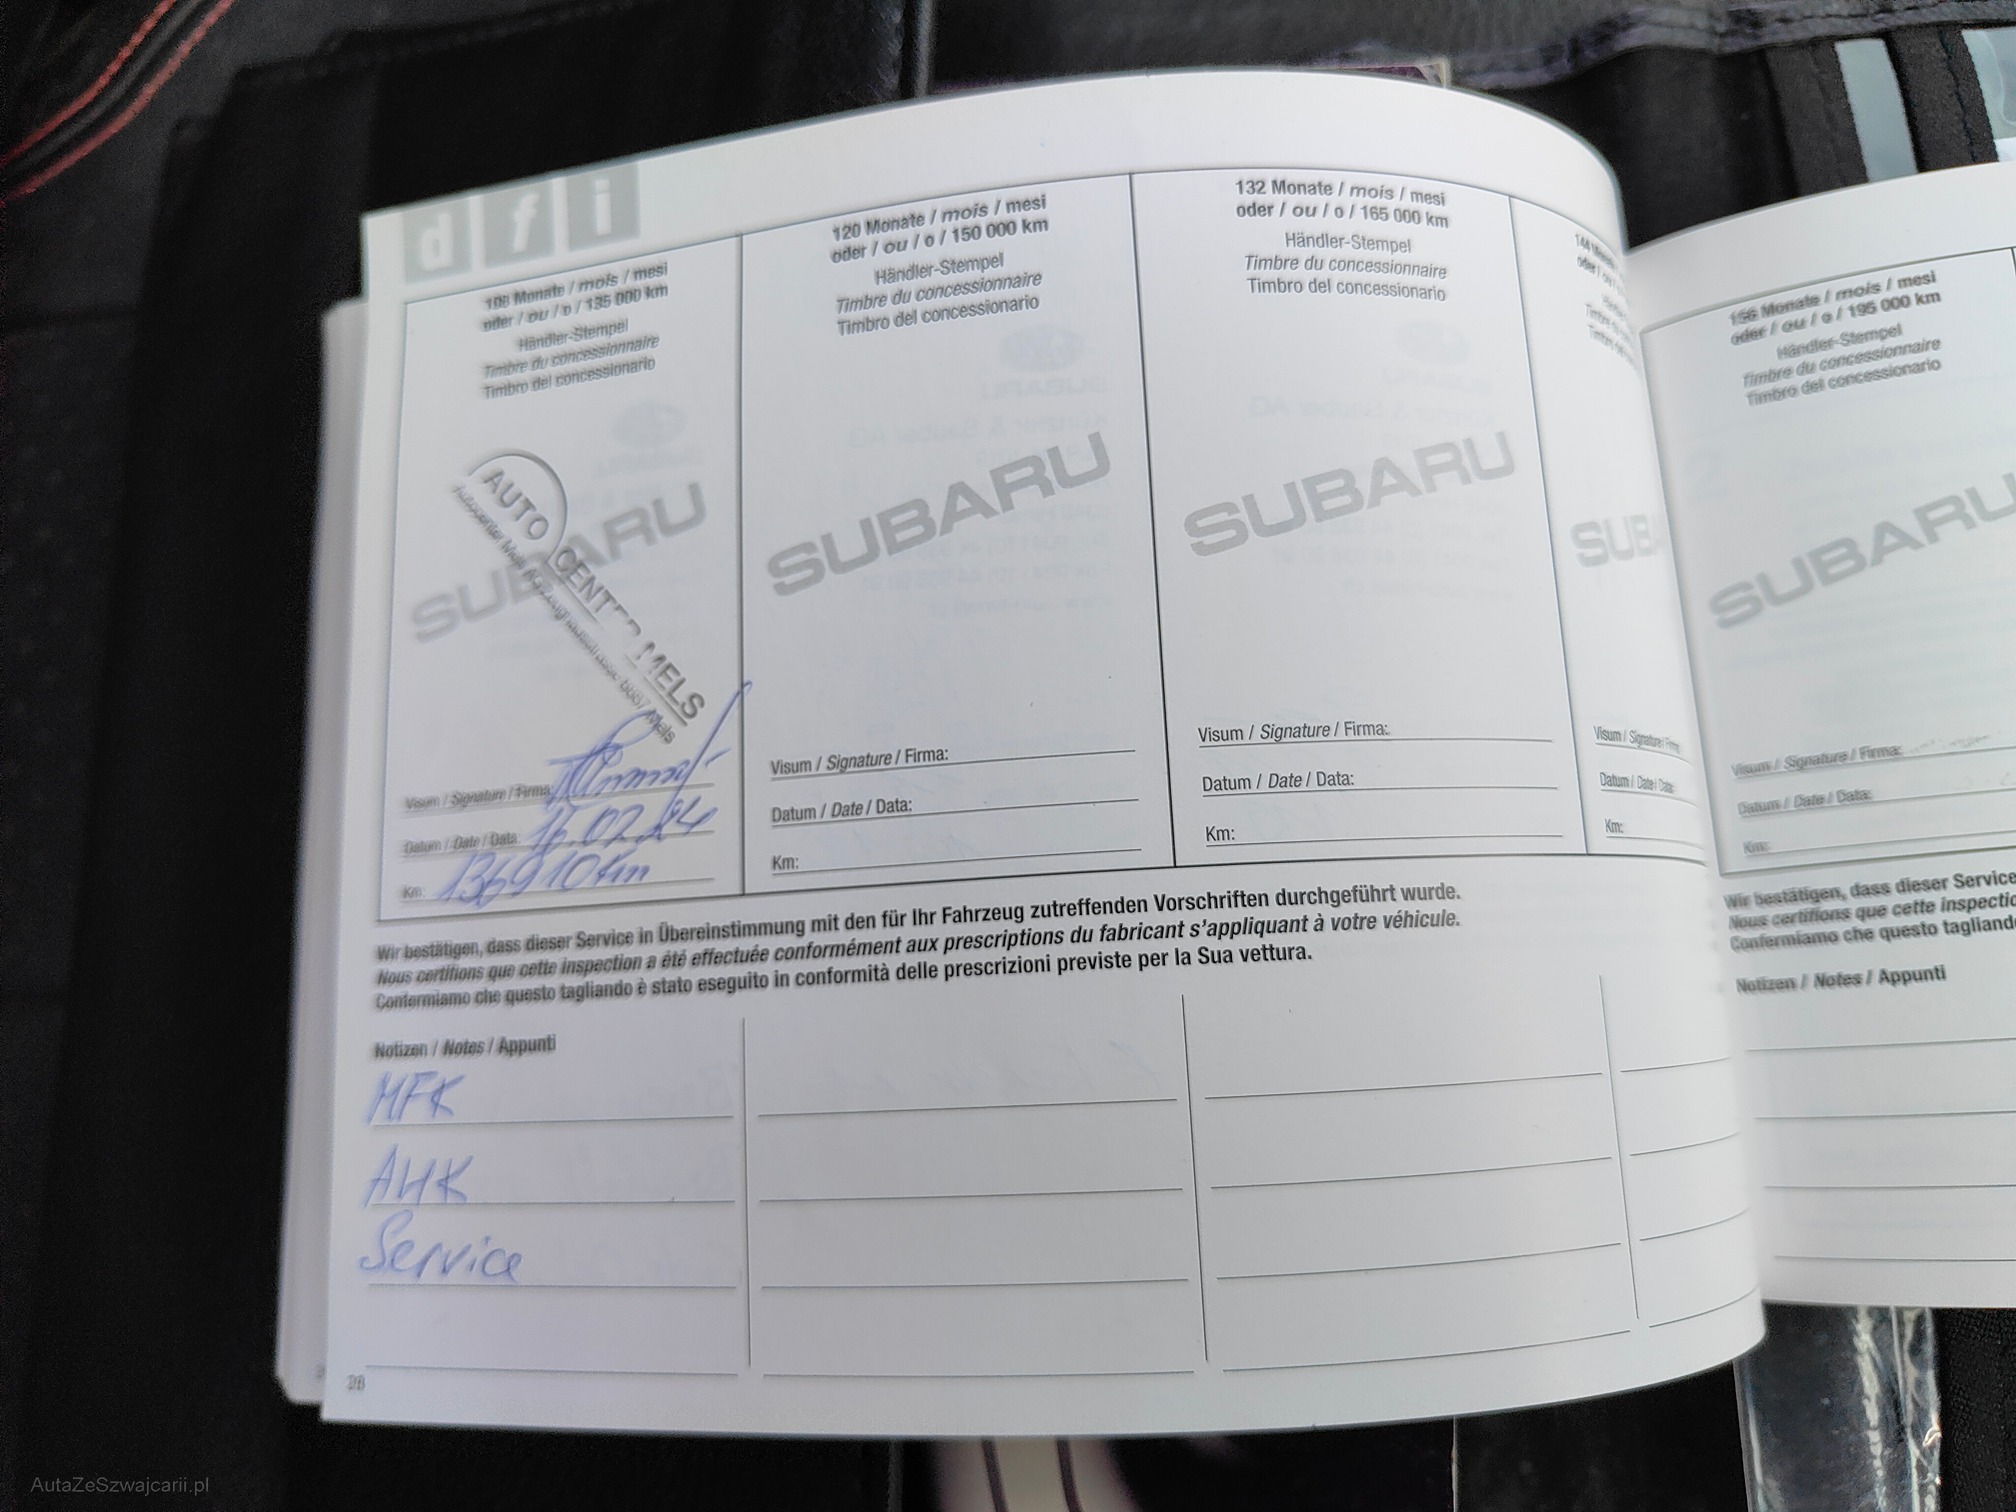 d f i
108 Monate / mois / mesi
oder / ou / o / 135 000 km
Händler-Stempel
Timbre du concessionnaire
Timbro del concessionario
AUTO CENTER MELS
SUBARU
Visum / Signature / Firma:
Datum / Date / Data: 15.02.24
Km: 136910 Km
120 Monate / mois / mesi
oder / ou / o / 150 000 km
Händler-Stempel
Timbre du concessionnaire
Timbro del concessionario
SUBARU
Visum / Signature / Firma:
Datum / Date / Data:
Km:
132 Monate / mois / mesi
oder / ou / o / 165 000 km
Händler-Stempel
Timbre du concessionnaire
Timbro del concessionario
SUBARU
Visum / Signature / Firma:
Datum / Date / Data:
Km:
SUBA
Visum / Signature / Firma:
Datum / Date / Data:
Km:
Wir bestätigen, dass dieser Service in Übereinstimmung mit den für Ihr Fahrzeug zutreffenden Vorschriften durchgeführt wurde.
Nous certifions que cette inspection a été effectuée conformément aux prescriptions du fabricant s'appliquant à votre véhicule.
Confermiamo che questo tagliando è stato eseguito in conformità delle prescrizioni previste per la Sua vettura.
Notizen / Notes / Appunti
MFK
AHK
Service
28
156 Monate / mois / mesi
oder / ou / o / 195 000 km
Händler-Stempel
Timbre du concessionnaire
Timbro del concessionario
SUBARU
Visum / Signature / Firma:
Datum / Date / Data:
Km:
Wir bestätigen, dass dieser Service
Nous certifions que cette inspectio
Confermiamo che questo tagliand
Notizen / Notes / Appunti
AutaZeSzwajcarii.pl